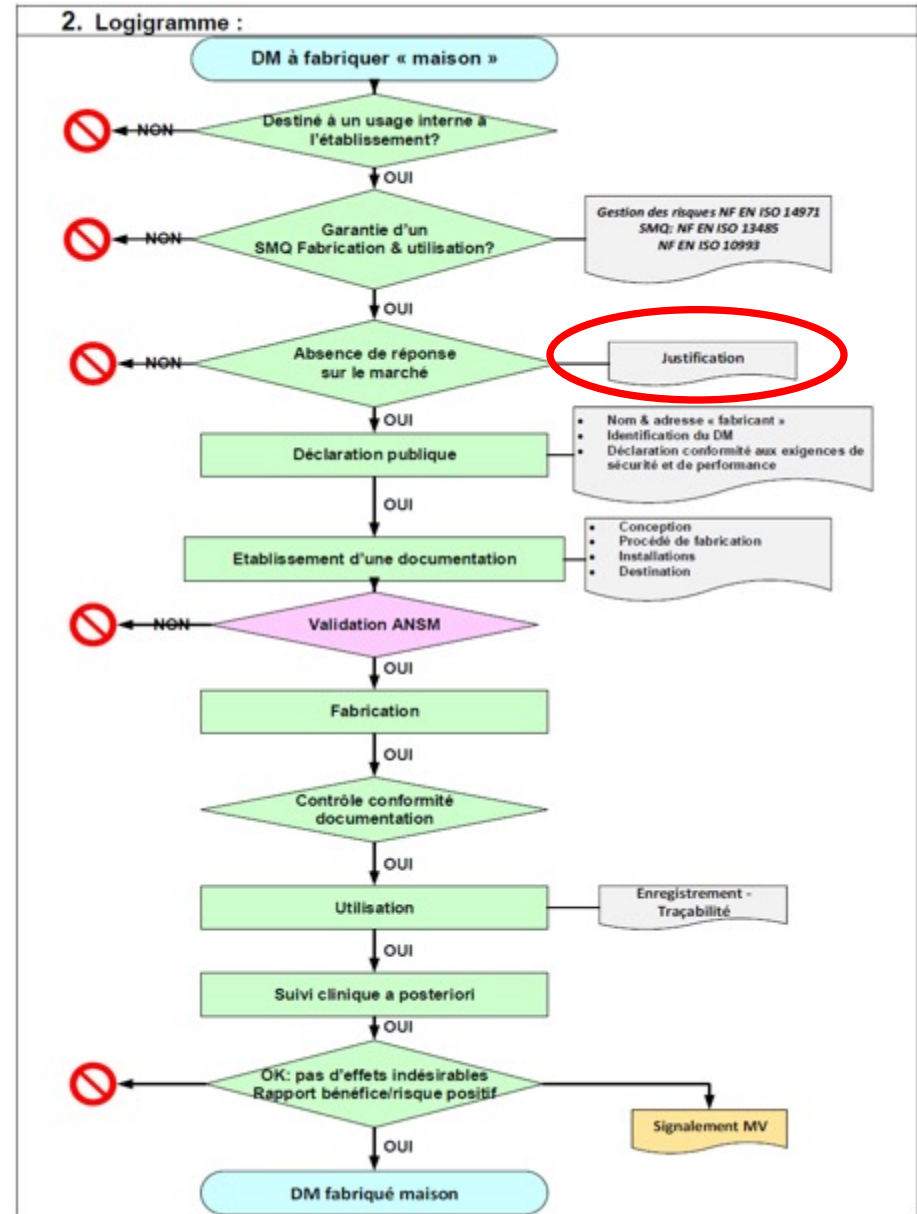 2. Logigramme :
DM à fabriquer « maison »
Destiné à un usage interne à
l'établissement?
NON
OUI
Garantie d'un
SMQ Fabrication & utilisation?
NON
Gestion des risques NF EN ISO 14971
SMQ: NF EN ISO 13485
NF EN ISO 10993
OUI
Absence de réponse
sur le marché
NON
Justification
OUI
Déclaration publique
• Nom & adresse « fabricant »
• Identification du DM
• Déclaration conformité aux exigences de
sécurité et de performance
OUI
Etablissement d'une documentation
• Conception
• Procédé de fabrication
• Installations
• Destination
Validation ANSM
NON
OUI
Fabrication
OUI
Contrôle conformité
documentation
OUI
Utilisation
Enregistrement -
Traçabilité
OUI
Suivi clinique a posteriori
OUI
OK: pas d'effets indésirables
Rapport bénéfice/risque positif
Signalement MV
OUI
DM fabriqué maison